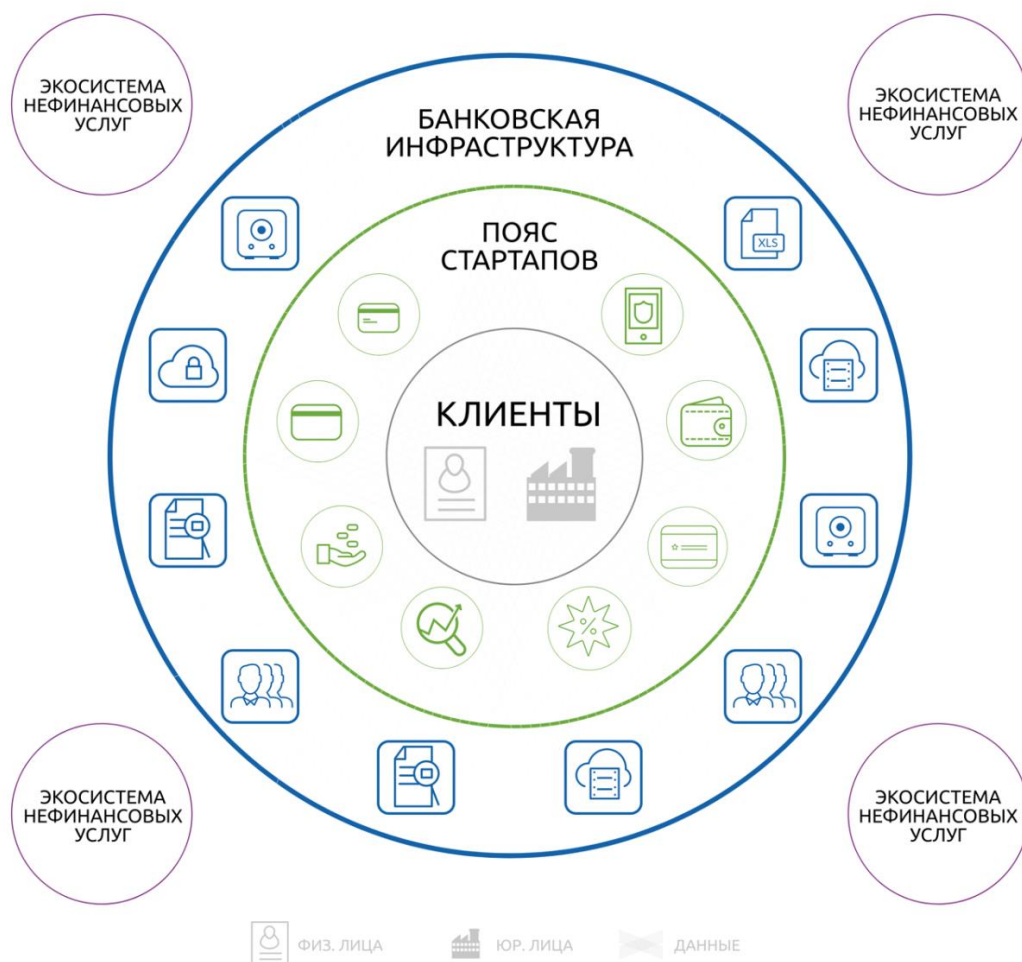 ЭКОСИСТЕМА
НЕФИНАНСОВЫХ
УСЛУГ
ЭКОСИСТЕМА
НЕФИНАНСОВЫХ
УСЛУГ
БАНКОВСКАЯ
ИНФРАСТРУКТУРА
ПОЯС
СТАРТАПОВ
XLS
КЛИЕНТЫ
%
ЭКОСИСТЕМА
НЕФИНАНСОВЫХ
УСЛУГ
ЭКОСИСТЕМА
НЕФИНАНСОВЫХ
УСЛУГ
ФИЗ. ЛИЦА
ЮР. ЛИЦА
ДАННЫЕ